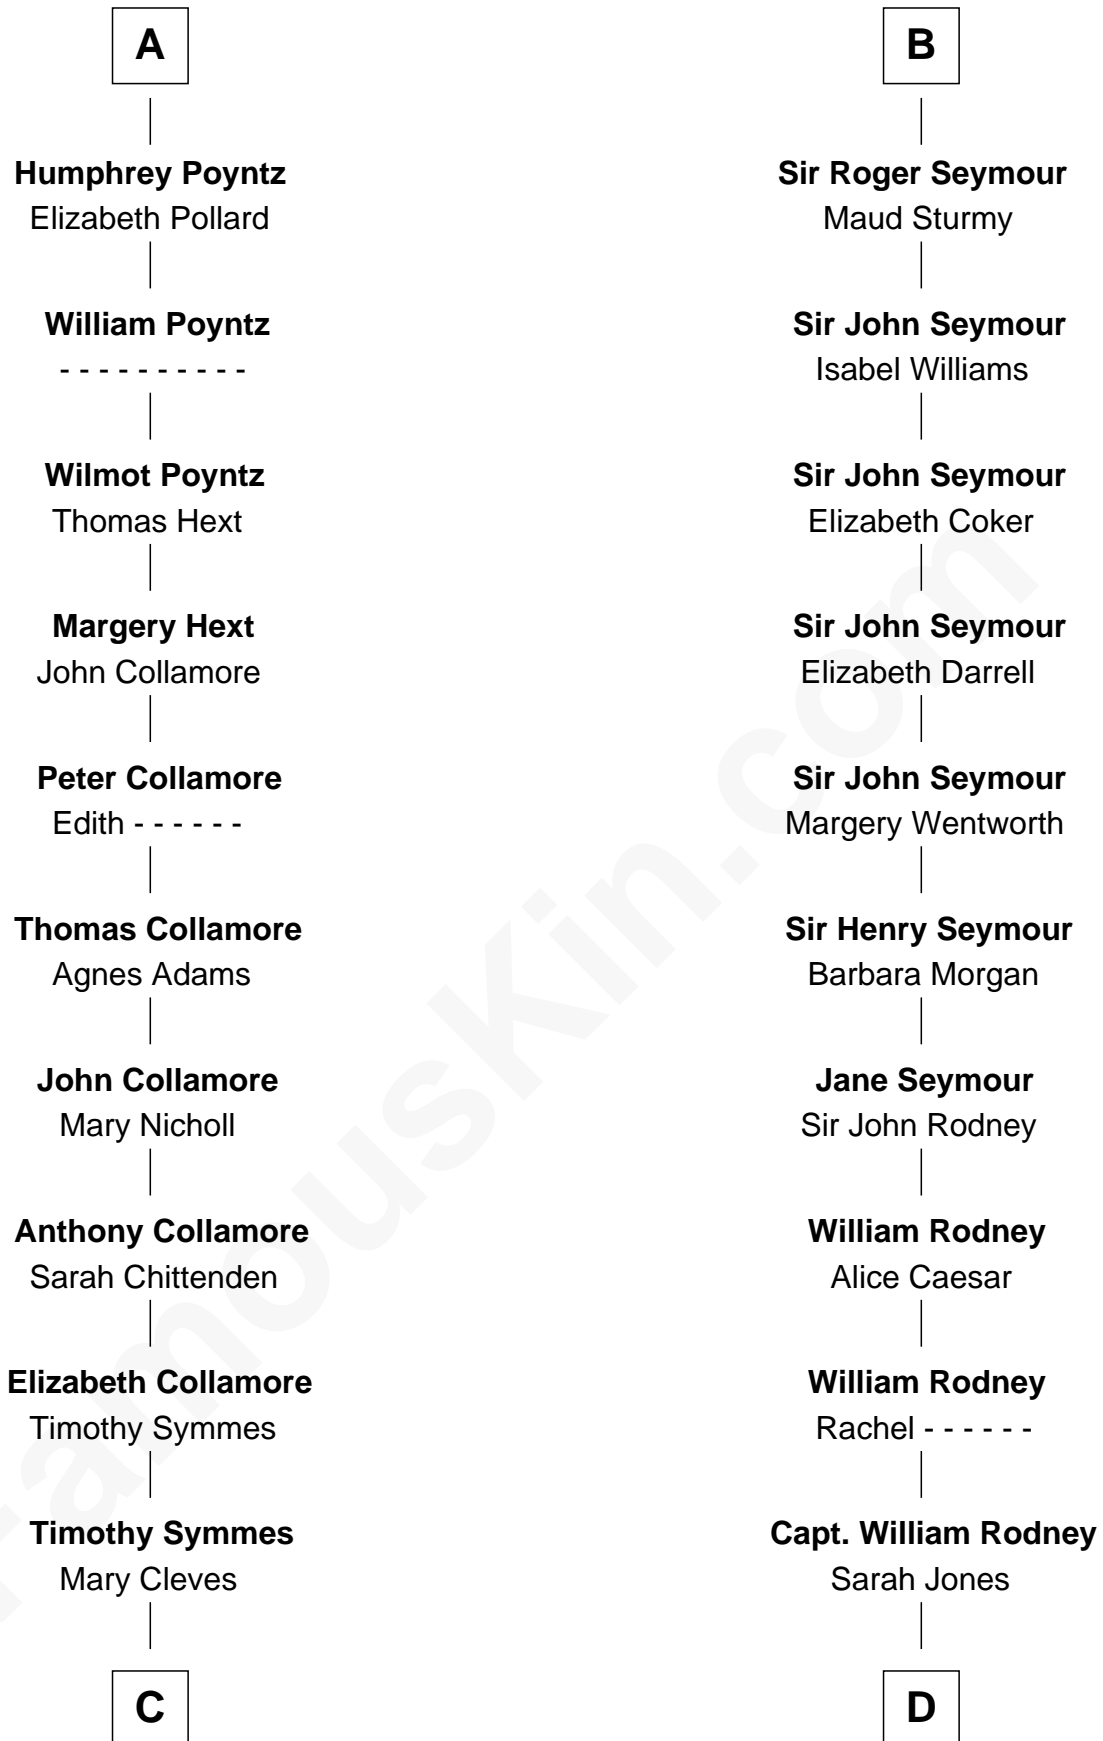 A
Humphrey Poyntz
Elizabeth Pollard
William Poyntz
- - - - - - - - - -
Wilmot Poyntz
Thomas Hext
Margery Hext
John Collamore
Peter Collamore
Edith - - - - - -
Thomas Collamore
Agnes Adams
John Collamore
Mary Nicholl
Anthony Collamore
Sarah Chittenden
Elizabeth Collamore
Timothy Symmes
Timothy Symmes
Mary Cleves
C
B
Sir Roger Seymour
Maud Sturmy
Sir John Seymour
Isabel Williams
Sir John Seymour
Elizabeth Coker
Sir John Seymour
Elizabeth Darrell
Sir John Seymour
Margery Wentworth
Sir Henry Seymour
Barbara Morgan
Jane Seymour
Sir John Rodney
William Rodney
Alice Caesar
William Rodney
Rachel - - - - - -
Capt. William Rodney
Sarah Jones
D
FamousKin.com